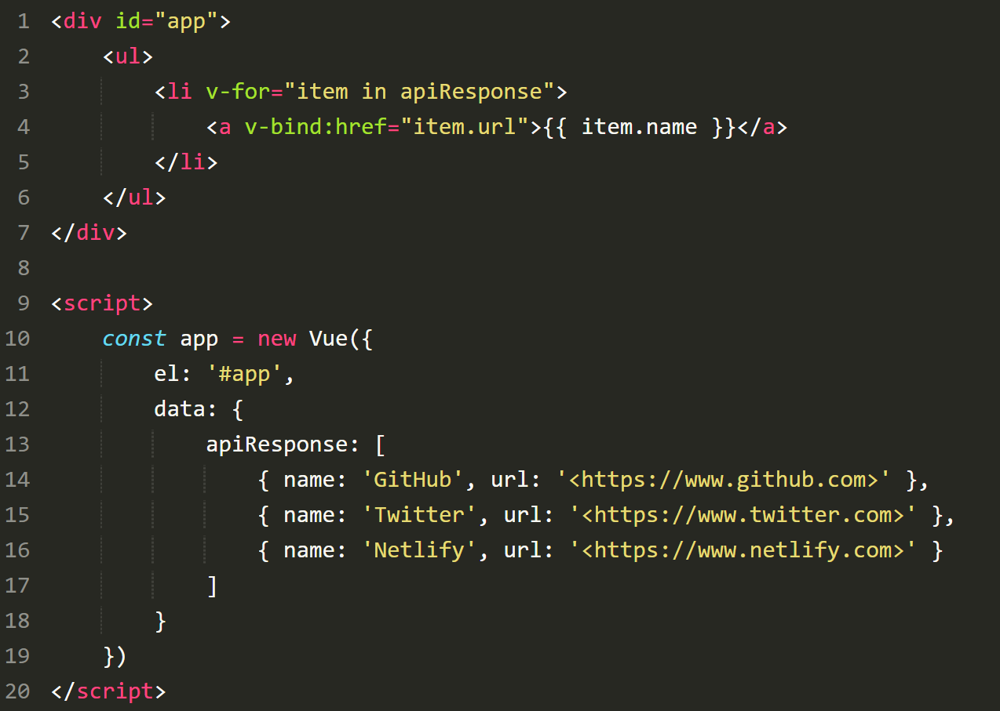 1 <div id="app">
2     <ul>
3         <li v-for="item in apiResponse">
4             <a v-bind:href="item.url">{{ item.name }}</a>
5         </li>
6     </ul>
7 </div>
8
9 <script>
10     const app = new Vue({
11         el: '#app',
12         data: {
13             apiResponse: [
14                 { name: 'GitHub', url: '<https://www.github.com>' },
15                 { name: 'Twitter', url: '<https://www.twitter.com>' },
16                 { name: 'Netlify', url: '<https://www.netlify.com>' }
17             ]
18         }
19     })
20 </script>